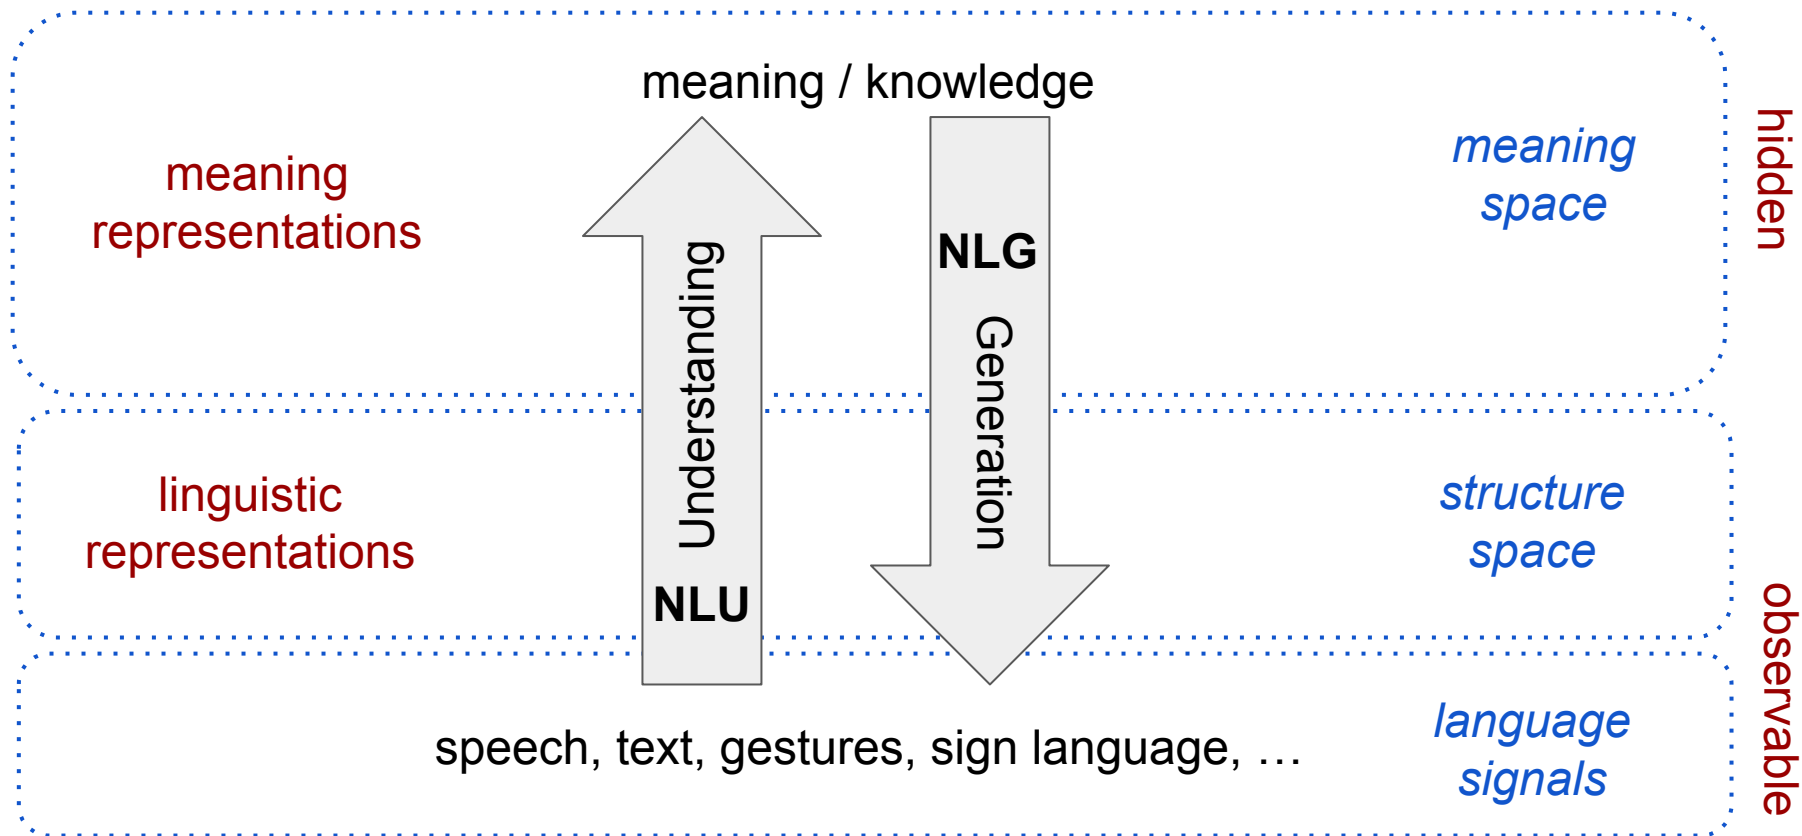 meaning / knowledge
meaning
representations
Understanding
NLU
NLG
Generation
meaning
space
hidden
linguistic
representations
structure
space
speech, text, gestures, sign language, …
language
signals
observable